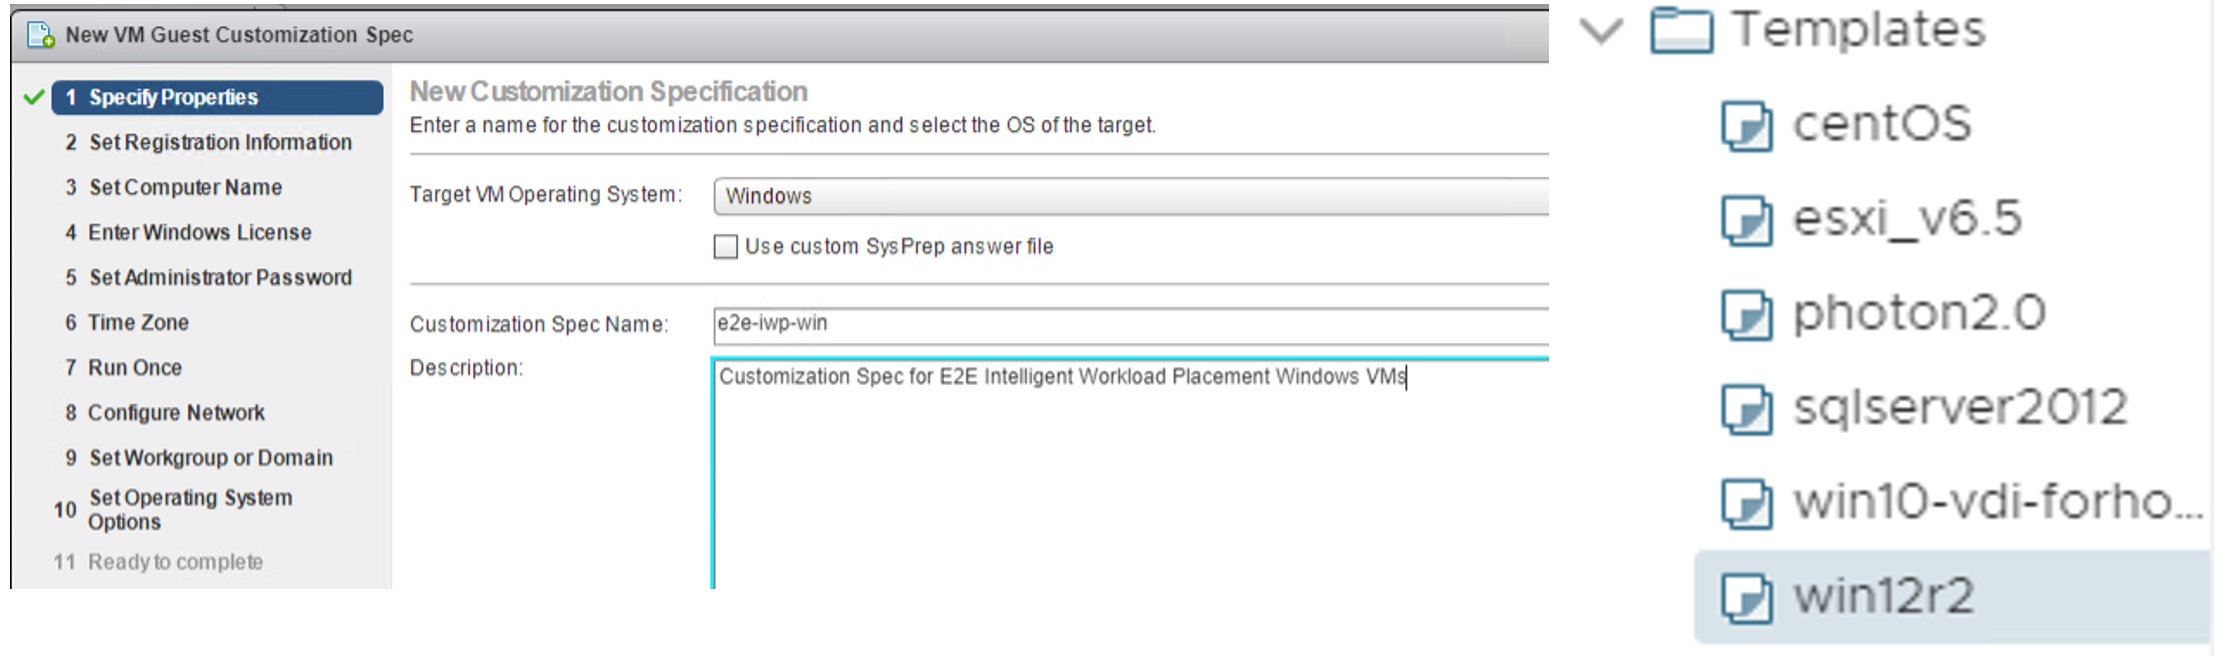 New VM Guest Customization Spec
1 Specify Properties
2 Set Registration Information
3 Set Computer Name
4 Enter Windows License
5 Set Administrator Password
6 Time Zone
7 Run Once
8 Configure Network
9 Set Workgroup or Domain
10 Set Operating System
Options
11 Ready to complete
New Customization Specification
Enter a name for the customization specification and select the OS of the target.
Target VM Operating System: Windows
Use custom SysPrep answer file
Customization Spec Name: e2e-iwp-win
Description: Customization Spec for E2E Intelligent Workload Placement Windows VMs
Templates
centOS
esxi_v6.5
photon2.0
sqlserver2012
win10-vdi-forho...
win12r2